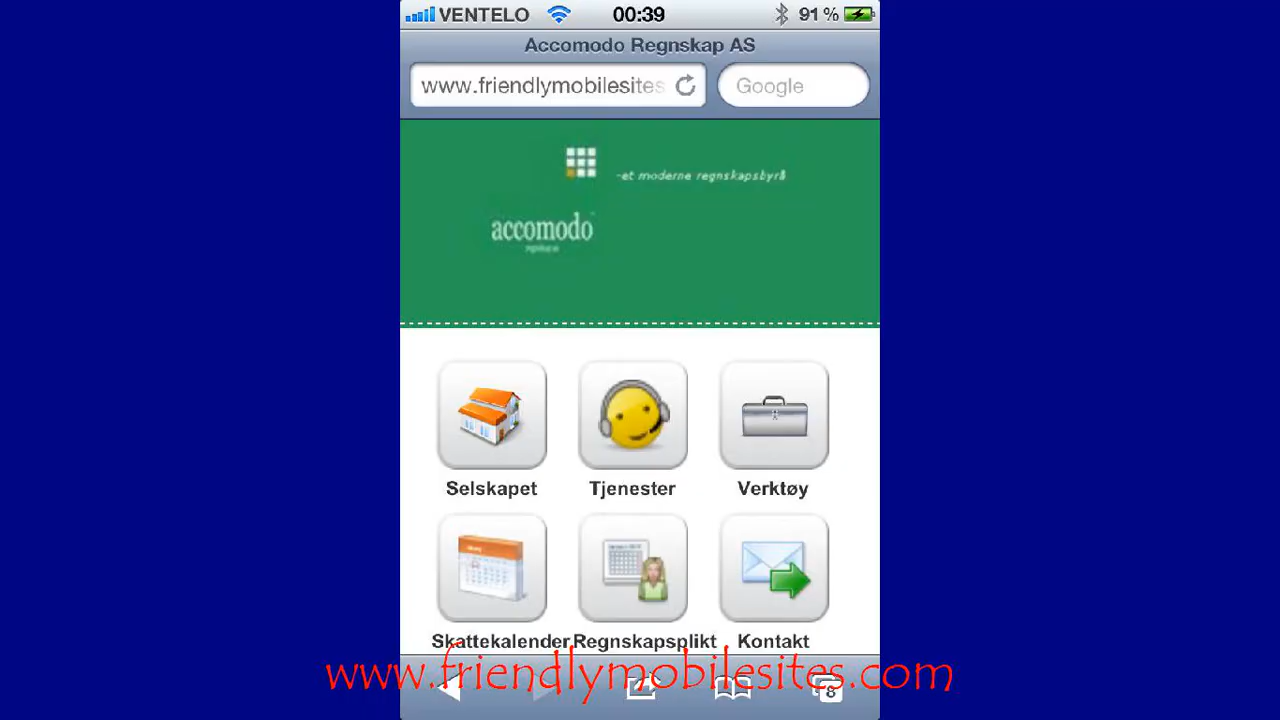 VENTELO 00:39 91 %
Accomodo Regnskap AS
www.friendlymobilesites Google
-et moderne regnskapsbyrå
accomodo
Selskapet Tjenester Verktøy
Skattekalender Regnskapsplikt Kontakt
www.friendlymobilesites.com
8